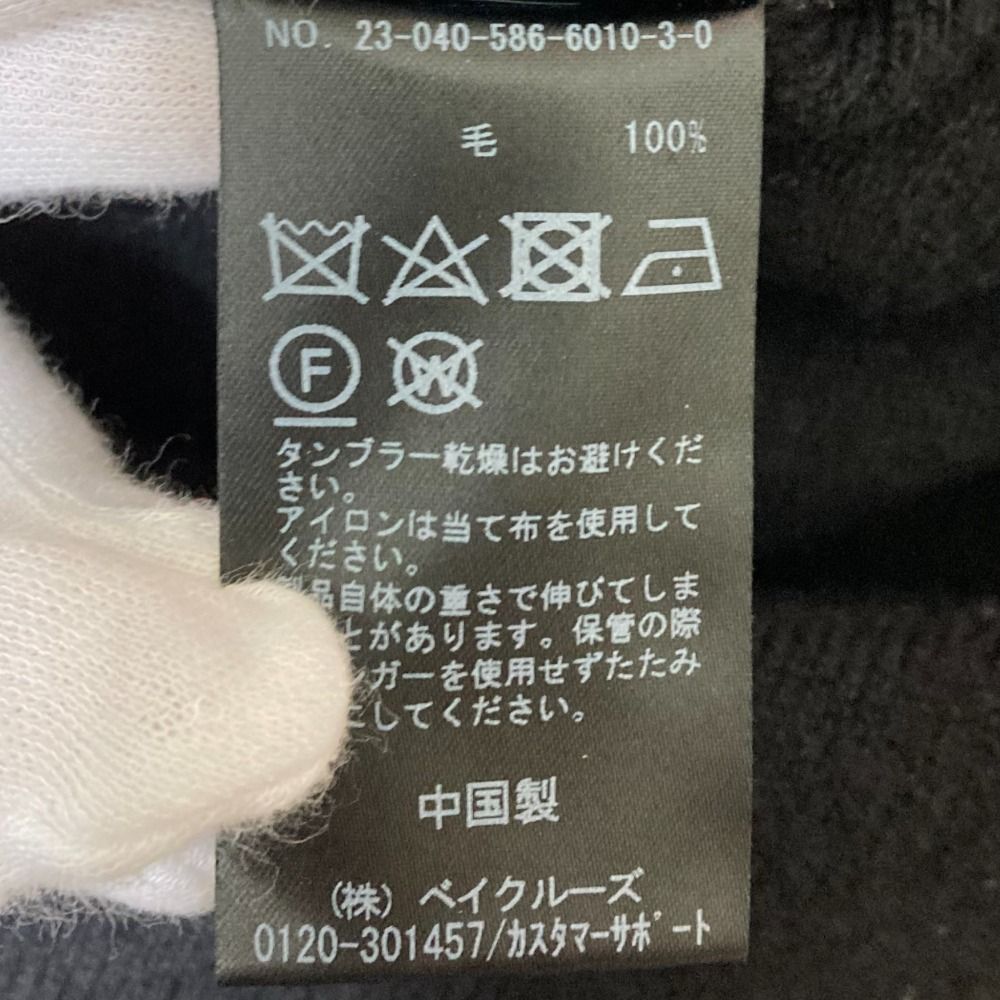 NO. 23-040-586-6010-3-0
毛 100%
F W
タンブラー乾燥はお避けくだ
さい。
アイロンは当て布を使用して
ください。
品自体の重さで伸びてしま
とがあります。保管の際
ンガーを使用せずたたみ
にしてください。
中国製
(株) ベイクルーズ
0120-301457/カスタマーサポート